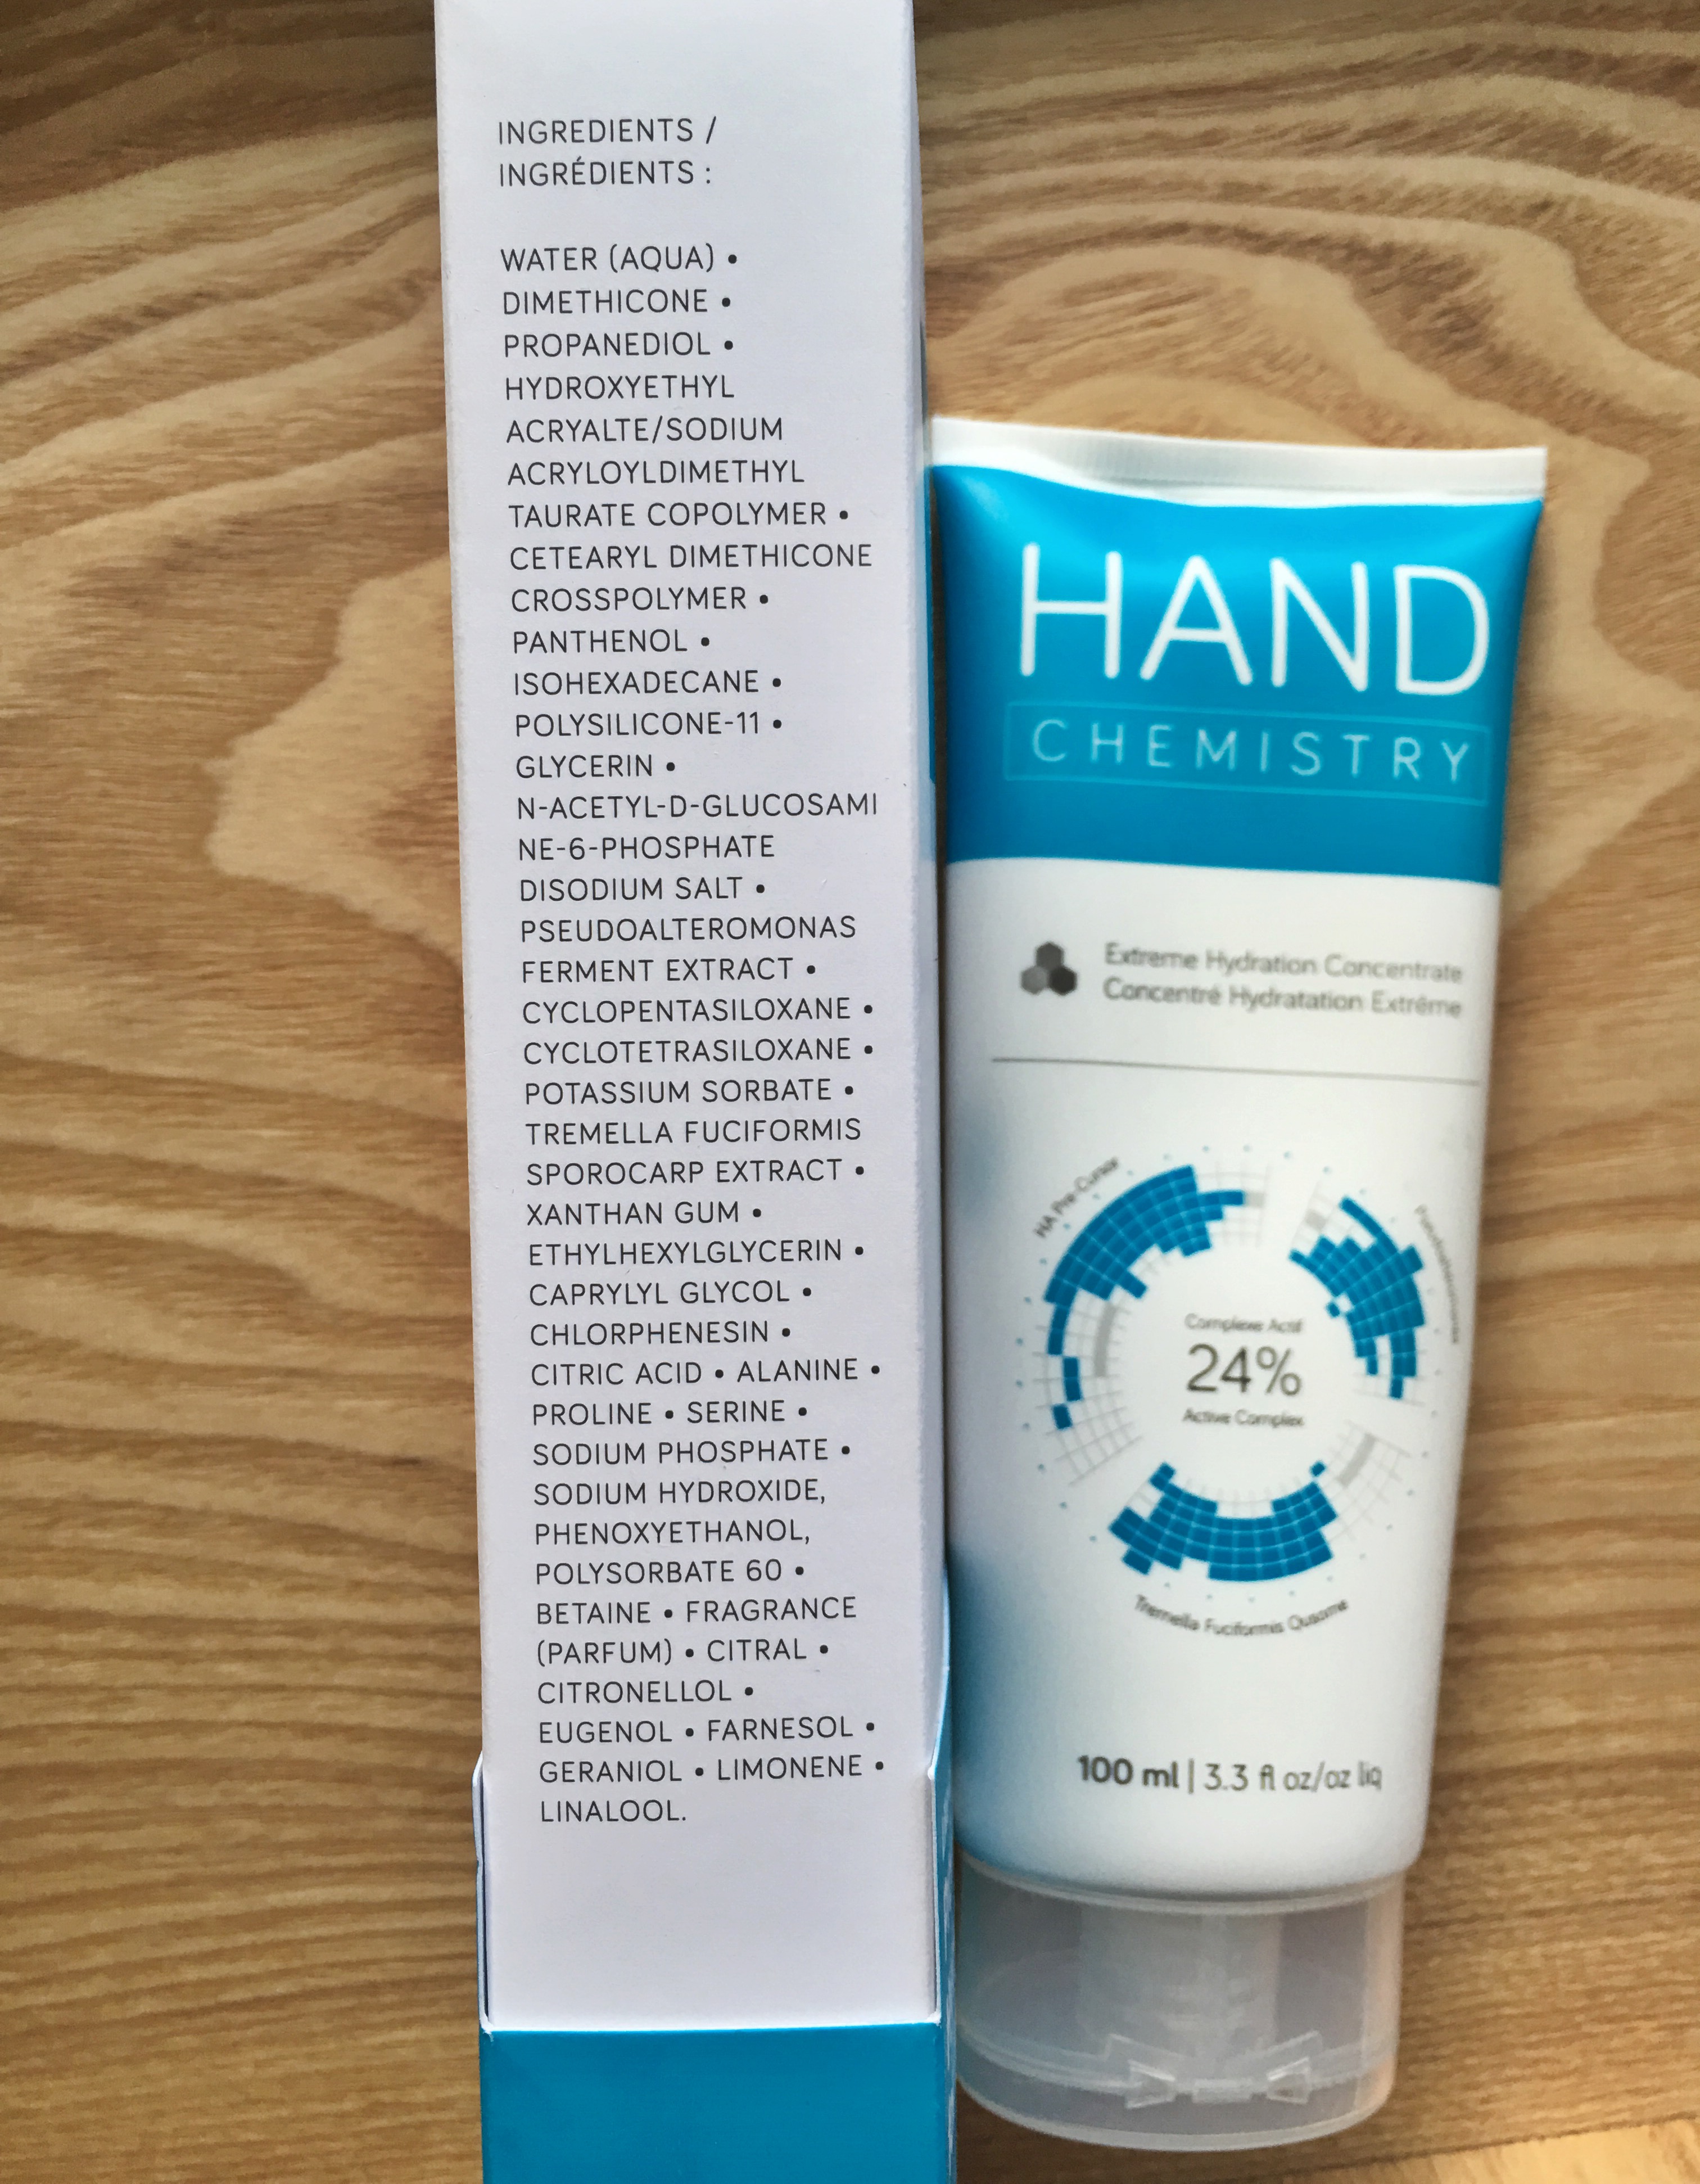 INGREDIENTS /
INGRÉDIENTS :
WATER (AQUA) •
DIMETHICONE •
PROPANEDIOL •
HYDROXYETHYL
ACRYALTE/SODIUM
ACRYLOYLDIMETHYL
TAURATE COPOLYMER •
CETEARYL DIMETHICONE
CROSSPOLYMER •
PANTHENOL •
ISOHEXADECANE •
POLYSILICONE-11 •
GLYCERIN •
N-ACETYL-D-GLUCOSAMI
NE-6-PHOSPHATE
DISODIUM SALT •
PSEUDOALTEROMONAS
FERMENT EXTRACT •
CYCLOPENTASILOXANE •
CYCLOTETRASILOXANE •
POTASSIUM SORBATE •
TREMELLA FUCIFORMIS
SPOROCARP EXTRACT •
XANTHAN GUM •
ETHYLHEXYLGLYCERIN •
CAPRYLYL GLYCOL •
CHLORPHENESIN •
CITRIC ACID • ALANINE •
PROLINE • SERINE •
SODIUM PHOSPHATE •
SODIUM HYDROXIDE,
PHENOXYETHANOL,
POLYSORBATE 60 •
BETAINE • FRAGRANCE
(PARFUM) • CITRAL •
CITRONELLOL •
EUGENOL • FARNESOL •
GERANIOL • LIMONENE •
LINALOOL.
HAND
CHEMISTRY
Extreme Hydration Concentrate
Concentré Hydratation Extrême
HA Pre-Cursor
Complexe Actif
24%
Active Complex
Tremella Fuciformis Qusome
100 ml | 3.3 fl oz/oz liq